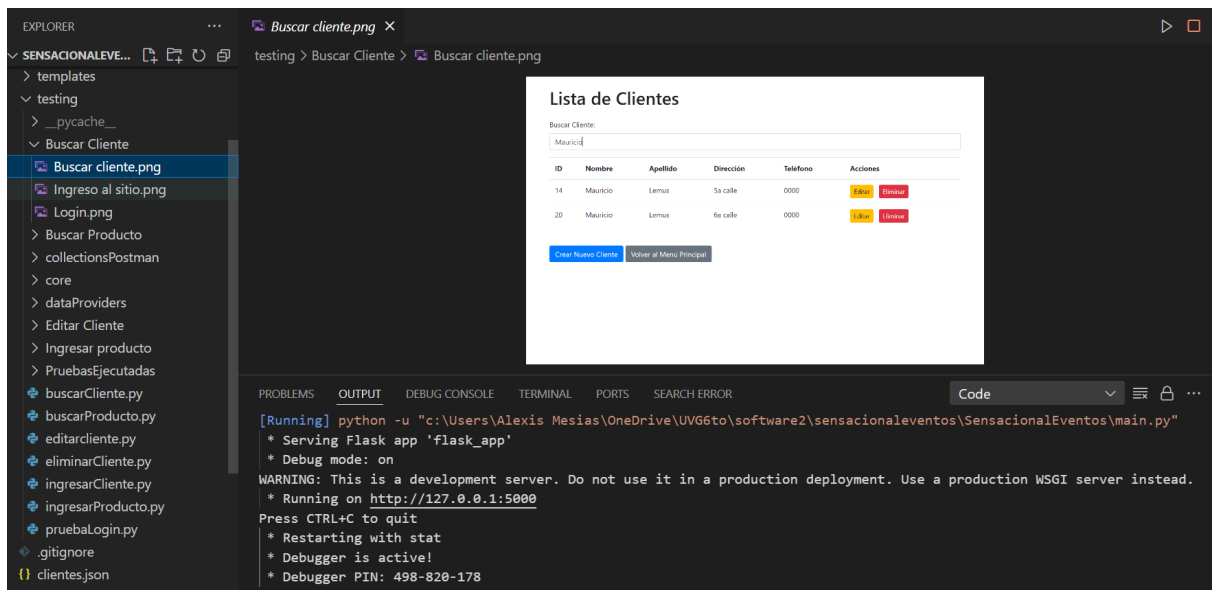 EXPLORER
SENSACIONALEVE...
templates
testing
__pycache__
Buscar Cliente
Buscar cliente.png
Ingreso al sitio.png
Login.png
Buscar Producto
collectionsPostman
core
dataProviders
Editar Cliente
Ingresar producto
PruebasEjecutadas
buscarCliente.py
buscarProducto.py
editarcliente.py
eliminarCliente.py
ingresarCliente.py
ingresarProducto.py
pruebaLogin.py
.gitignore
{} clientes.json
Buscar cliente.png
testing > Buscar Cliente > Buscar cliente.png
Lista de Clientes
Buscar Cliente:
Mauricio
ID Nombre Apellido Dirección Teléfono Acciones
14 Mauricio Lemus 5a calle 0000 Editar Eliminar
20 Mauricio Lemus 6a calle 0000 Editar Eliminar
Crear Nuevo Cliente Volver al Menú Principal
PROBLEMS OUTPUT DEBUG CONSOLE TERMINAL PORTS SEARCH ERROR Code
[Running] python -u "c:\Users\Alexis Mesias\OneDrive\UVG6to\software2\sensacionaleventos\SensacionalEventos\main.py"
* Serving Flask app 'flask_app'
* Debug mode: on
WARNING: This is a development server. Do not use it in a production deployment. Use a production WSGI server instead.
* Running on http://127.0.0.1:5000
Press CTRL+C to quit
* Restarting with stat
* Debugger is active!
* Debugger PIN: 498-820-178